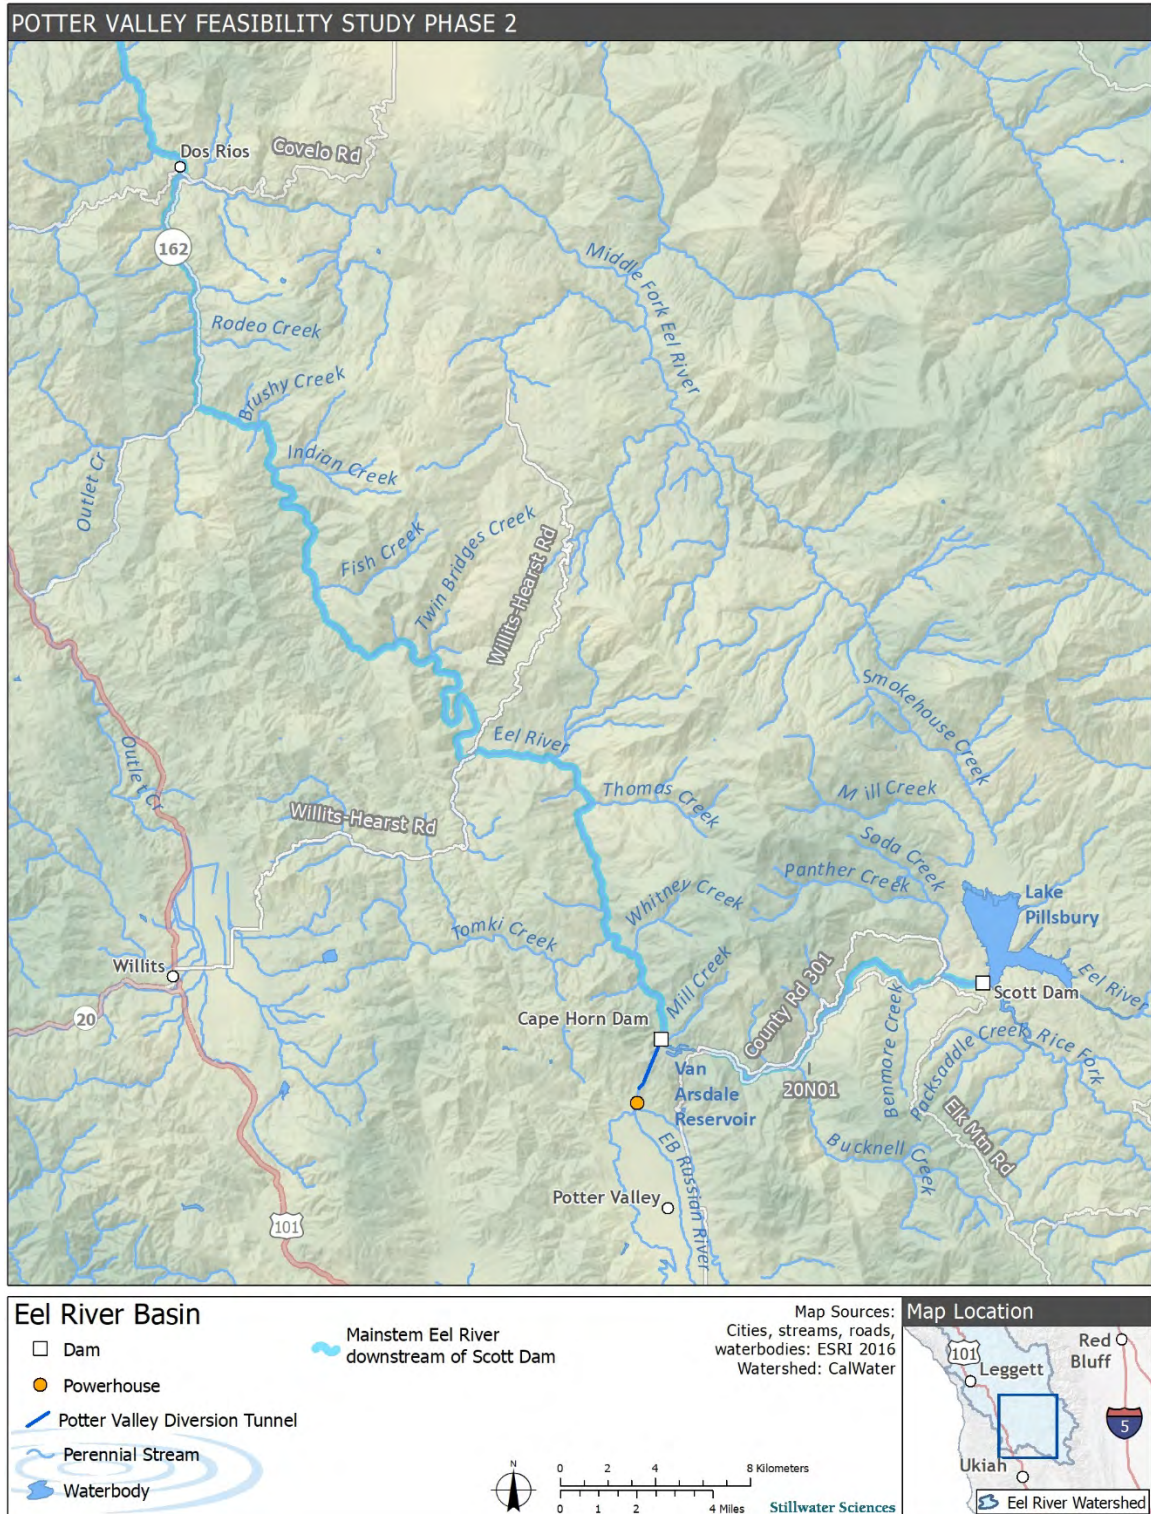 POTTER VALLEY FEASIBILITY STUDY PHASE 2
Dos Rios
Covelo Rd
162
Middle Fork Eel River
Rodeo Creek
Brushy Creek
Indian Creek
Outlet Cr
Fish Creek
Twin Bridges Creek
Willits-Hearst Rd
Smokehouse Creek
Eel River
Outlet Cr
Thomas Creek
Mill Creek
Willits-Hearst Rd
Soda Creek
Panther Creek
Lake
Pillsbury
Whitney Creek
Tomki Creek
Willits
Mill Creek
County Rd 301
Scott Dam
Eel River
20
Cape Horn Dam
Benmore Creek
Packsaddle Creek
Rice Fork
Van
Arsdale
Reservoir
20N01
Elk Mtn Rd
Bucknell Creek
EB Russian River
Potter Valley
101
Eel River Basin
Dam
Powerhouse
Potter Valley Diversion Tunnel
Perennial Stream
Waterbody
Mainstem Eel River
downstream of Scott Dam
Map Sources:
Cities, streams, roads,
waterbodies: ESRI 2016
Watershed: CalWater
N
0 2 4 8 Kilometers
0 1 2 4 Miles
Stillwater Sciences
Map Location
101
Leggett
Red
Bluff
5
Ukiah
Eel River Watershed